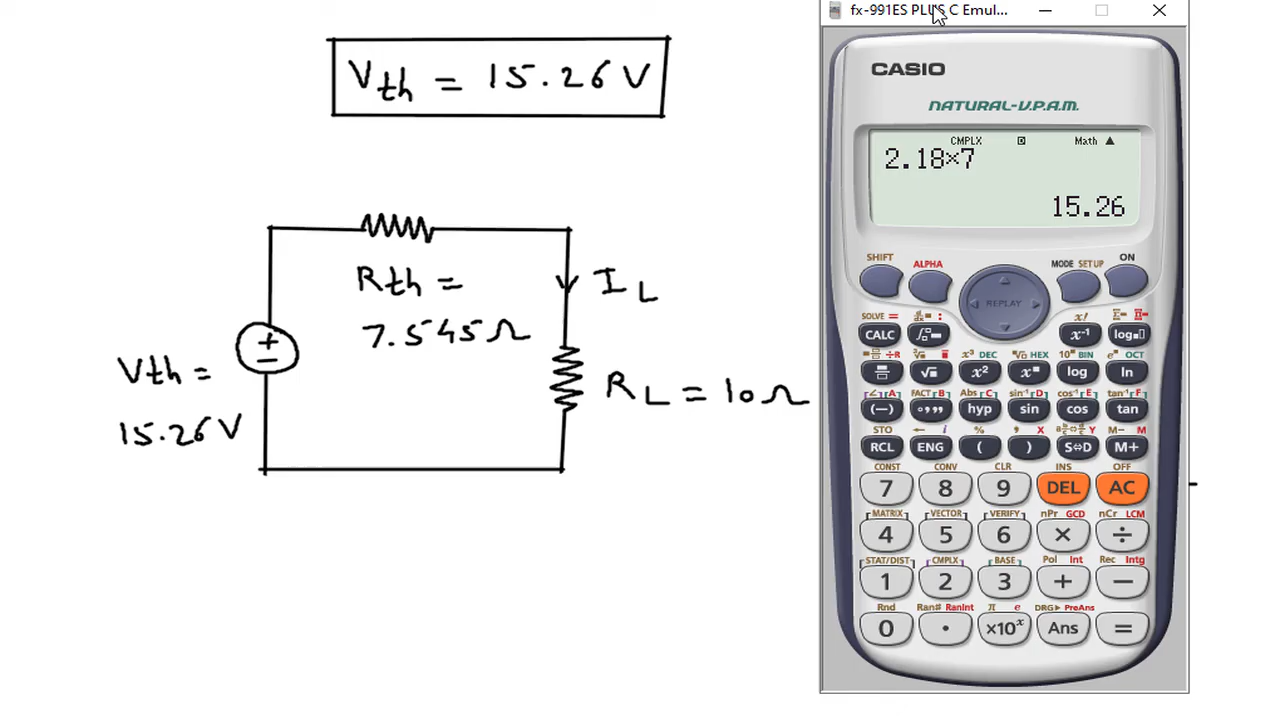 Vth = 15.26 V
Rth =
7.545 Ω
IL
Vth =
15.26 V
RL = 10 Ω
fx-991ES PLUS C Emul...
CASIO
NATURAL-V.P.A.M.
CMPLX D Math ▲
2.18×7
15.26
SHIFT ALPHA MODE SETUP ON
REPLAY
SOLVE = : x!
CALC x⁻¹ log
÷R x³ DEC HEX 10 BIN e OCT
√ x² x log ln
∠ A FACT B Abs C sin⁻¹ D cos⁻¹ E tan⁻¹ F
(−) hyp sin cos tan
STO ← i % , X Y M− M
RCL ENG ( ) S⇔D M+
CONST CONV CLR INS OFF
7 8 9 DEL AC
MATRIX VECTOR VERIFY nPr GCD nCr LCM
4 5 6 × ÷
STAT/DIST CMPLX BASE Pol Int Rec Intg
1 2 3 + −
Rnd Ran# RanInt π e DRG▶ PreAns
0 • ×10ˣ Ans =